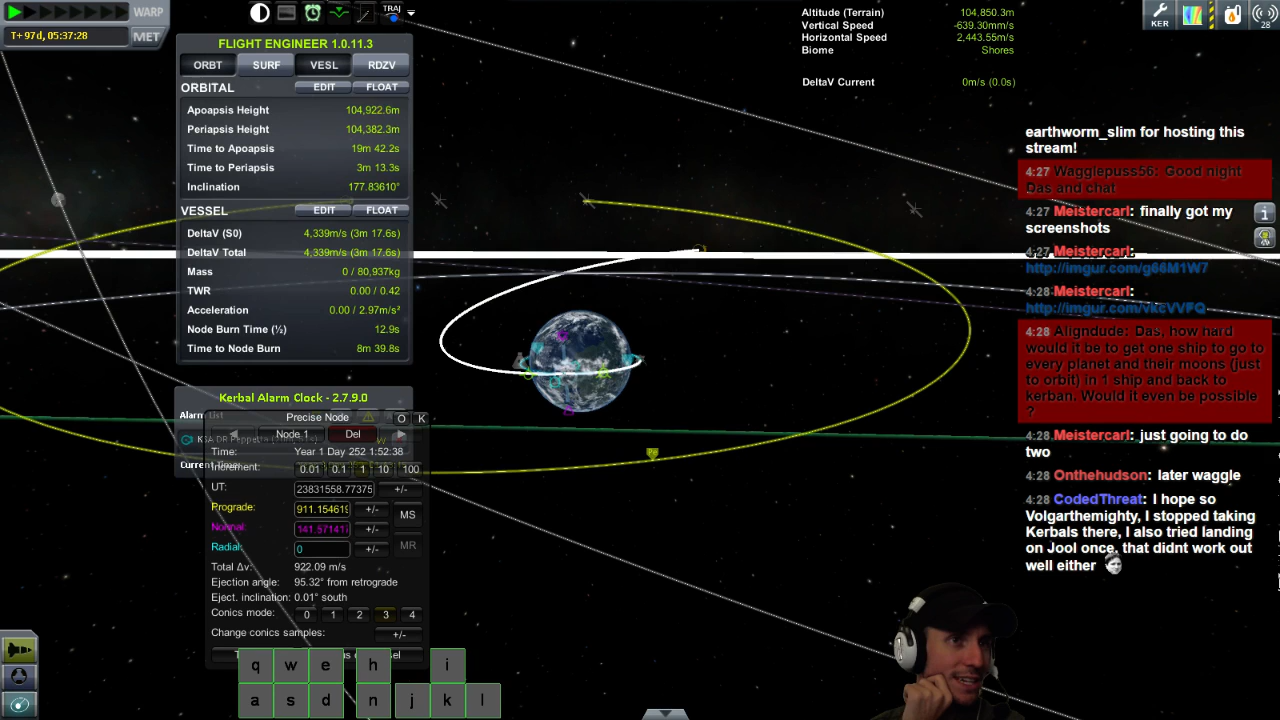 WARP
T+ 97d, 05:37:28
MET
TRAJ
FLIGHT ENGINEER 1.0.11.3
ORBT SURF VESL RDZV
ORBITAL EDIT FLOAT
Apoapsis Height 104,922.6m
Periapsis Height 104,382.3m
Time to Apoapsis 19m 42.2s
Time to Periapsis 3m 13.3s
Inclination 177.83610°
VESSEL EDIT FLOAT
DeltaV (S0) 4,339m/s (3m 17.6s)
DeltaV Total 4,339m/s (3m 17.6s)
Mass 0 / 80,937kg
TWR 0.00 / 0.42
Acceleration 0.00 / 2.97m/s²
Node Burn Time (½) 12.9s
Time to Node Burn 8m 39.8s
Kerbal Alarm Clock - 2.7.9.0
Precise Node O K
Node 1 Del
Time: Year 1 Day 252 1:52:38
Increment: 0.01 0.1 1 10 100
UT: 23831558.77375 +/-
Prograde: 911.154619 +/- MS
Normal: 141.57141 +/-
Radial: 0 +/- MR
Total Δv: 922.09 m/s
Ejection angle: 95.32° from retrograde
Eject. inclination: 0.01° south
Conics mode: 0 1 2 3 4
Change conics samples: +/-
q w e h i
a s d n j k l
Altitude (Terrain) 104,850.3m
Vertical Speed -639.30mm/s
Horizontal Speed 2,443.55m/s
Biome Shores
DeltaV Current 0m/s (0.0s)
KER
28
earthworm_slim for hosting this
stream!
4:27 Wagglepuss56: Good night
Das and chat
4:27 Meistercarl: finally got my
screenshots
4:27 Meistercarl:
http://imgur.com/g66M1W7
4:28 Meistercarl:
http://imgur.com/vkcVVFQ
4:28 Aligndude: Das, how hard
would it be to get one ship to go to
every planet and their moons (just
to orbit) in 1 ship and back to
kerban. Would it even be possible
?
4:28 Meistercarl: just going to do
two
4:28 Onthehudson: later waggle
4:28 CodedThreat: I hope so
Volgarthemighty, I stopped taking
Kerbals there, I also tried landing
on Jool once, that didnt work out
well either